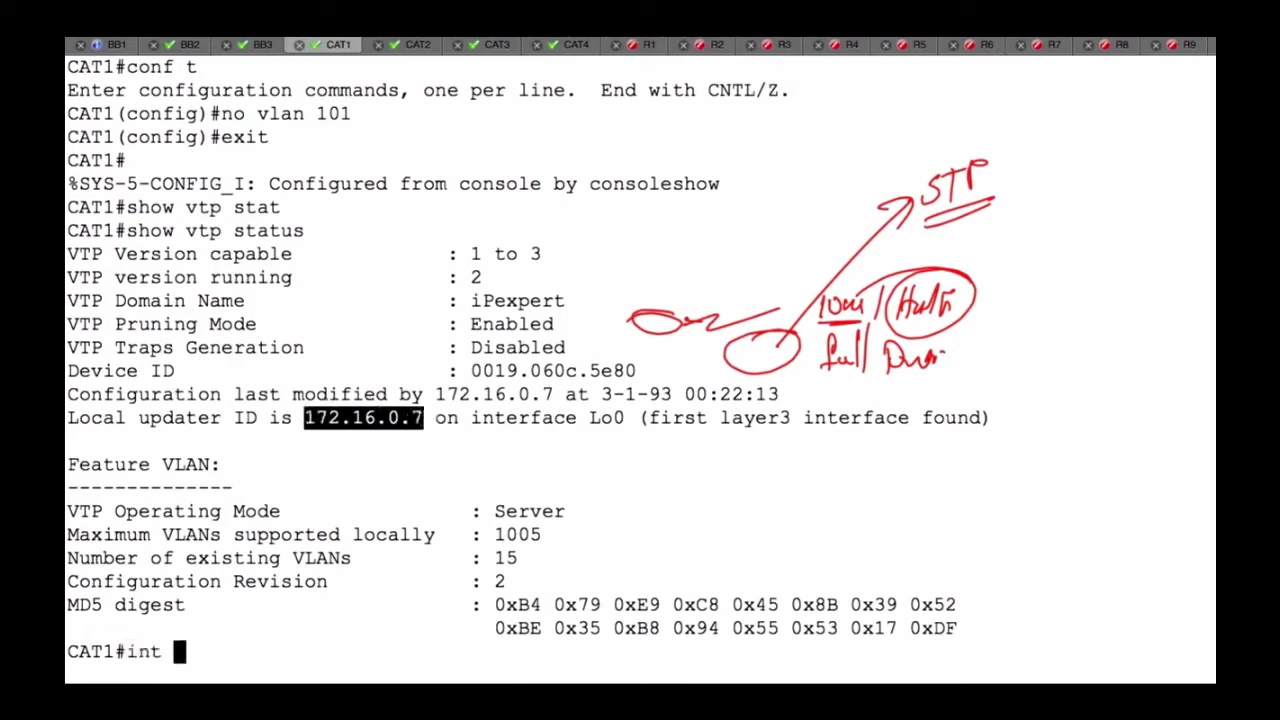 BB1 BB2 BB3 CAT1 CAT2 CAT3 CAT4 R1 R2 R3 R4 R5 R6 R7 R8 R9
CAT1#conf t
Enter configuration commands, one per line.  End with CNTL/Z.
CAT1(config)#no vlan 101
CAT1(config)#exit
CAT1#
%SYS-5-CONFIG_I: Configured from console by consoleshow
CAT1#show vtp stat
CAT1#show vtp status
VTP Version capable : 1 to 3
VTP version running : 2
VTP Domain Name : iPexpert
VTP Pruning Mode : Enabled
VTP Traps Generation : Disabled
Device ID : 0019.060c.5e80
Configuration last modified by 172.16.0.7 at 3-1-93 00:22:13
Local updater ID is 172.16.0.7 on interface Lo0 (first layer3 interface found)
Feature VLAN:
--------------
VTP Operating Mode : Server
Maximum VLANs supported locally : 1005
Number of existing VLANs : 15
Configuration Revision : 2
MD5 digest : 0xB4 0x79 0xE9 0xC8 0x45 0x8B 0x39 0x52
0xBE 0x35 0xB8 0x94 0x55 0x53 0x17 0xDF
CAT1#int
STP
full